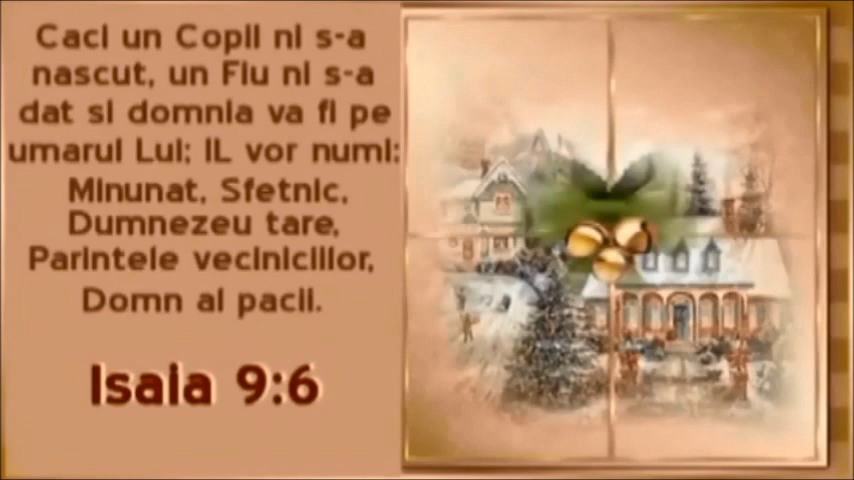 Caci un Copil ni s-a
nascut, un Fiu ni s-a
dat si domnia va fi pe
umarul Lui; IL vor numi:
Minunat, Sfetnic,
Dumnezeu tare,
Parintele veciniciilor,
Domn al pacii.
Isaia 9:6